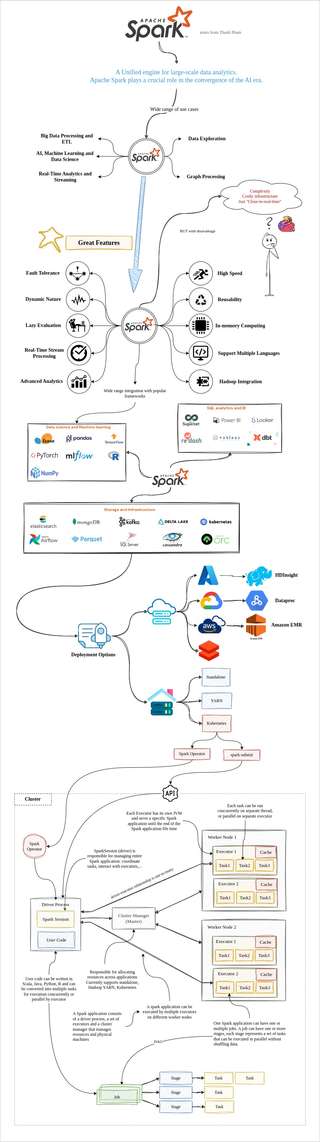 APACHE
Spark
notes from Thanh Pham
A Unified engine for large-scale data analytics.
Apache Spark plays a crucial role in the convergence of the AI era.
Wide range of use cases
Big Data Processing and
ETL
AI, Machine Learning and
Data Science
Real-Time Analytics and
Streaming
APACHE
Spark
Data Exploration
Graph Processing
Complexity
Costly infrastructure
but "Close to real-time"
BUT with disadvantage
Great Features
Fault Tolerance
Dynamic Nature
Lazy Evaluation
Real-Time Stream
Processing
Advanced Analytics
Spark
High Speed
Reusability
In-memory Computing
Support Multiple Languages
Hadoop Integration
Wide range integration with popular
frameworks
Data science and Machine learning
pandas
TensorFlow
PyTorch
mlflow
R
NumPy
SQL analytics and BI
Superset
Power BI
Looker
redash
tableau
dbt
APACHE
Spark
Storage and Infrastructure
elasticsearch
mongoDB
kafka
DELTA LAKE
kubernetes
Airflow
Parquet
SQL Server
cassandra
ORC
Deployment Options
HDInsight
Dataproc
aws
Amazon EMR
Standalone
YARN
Kubernetes
Spark Operator
spark-submit
API
Cluster
Spark
Operator
Each Executor has its own JVM
and serve a specific Spark
application until the end of the
Spark application life time
Each task can be run
concurrently on separate thread,
or parallel on separate executor
SparkSession (driver) is
responsible for managing entire
Spark application: coordinate
tasks, interact with executors,...
Worker Node 1
Executor 1
Cache
Task1
Task2
Task3
Executor 2
Cache
Task1
Task2
Task3
Driver Process
Spark Session
User Code
Cluster Manager
(Master)
Worker Node 2
Executor 1
Cache
Task1
Task2
Task3
Executor 2
Cache
Task1
Task2
Task3
User code can be written in
Scala, Java, Python, R and can
be converted into multiple tasks
for execution concurrently or
parallel by executor
Responsible for allocating
resources across applications
Currently supports standalone,
Hadoop YARN, Kubernetes
A Spark application consists
of a driver process, a set of
executors and a cluster
manager that manages
resources and physical
machines
A spark application can be
executed by multiple executors
on different worker nodes
One Spark application can have one or
multiple jobs. A job can have one or more
stages, each stage represents a set of tasks
that can be executed in parallel without
shuffling data.
Job
Stage
Task
Task
Stage
Task
Stage
Task